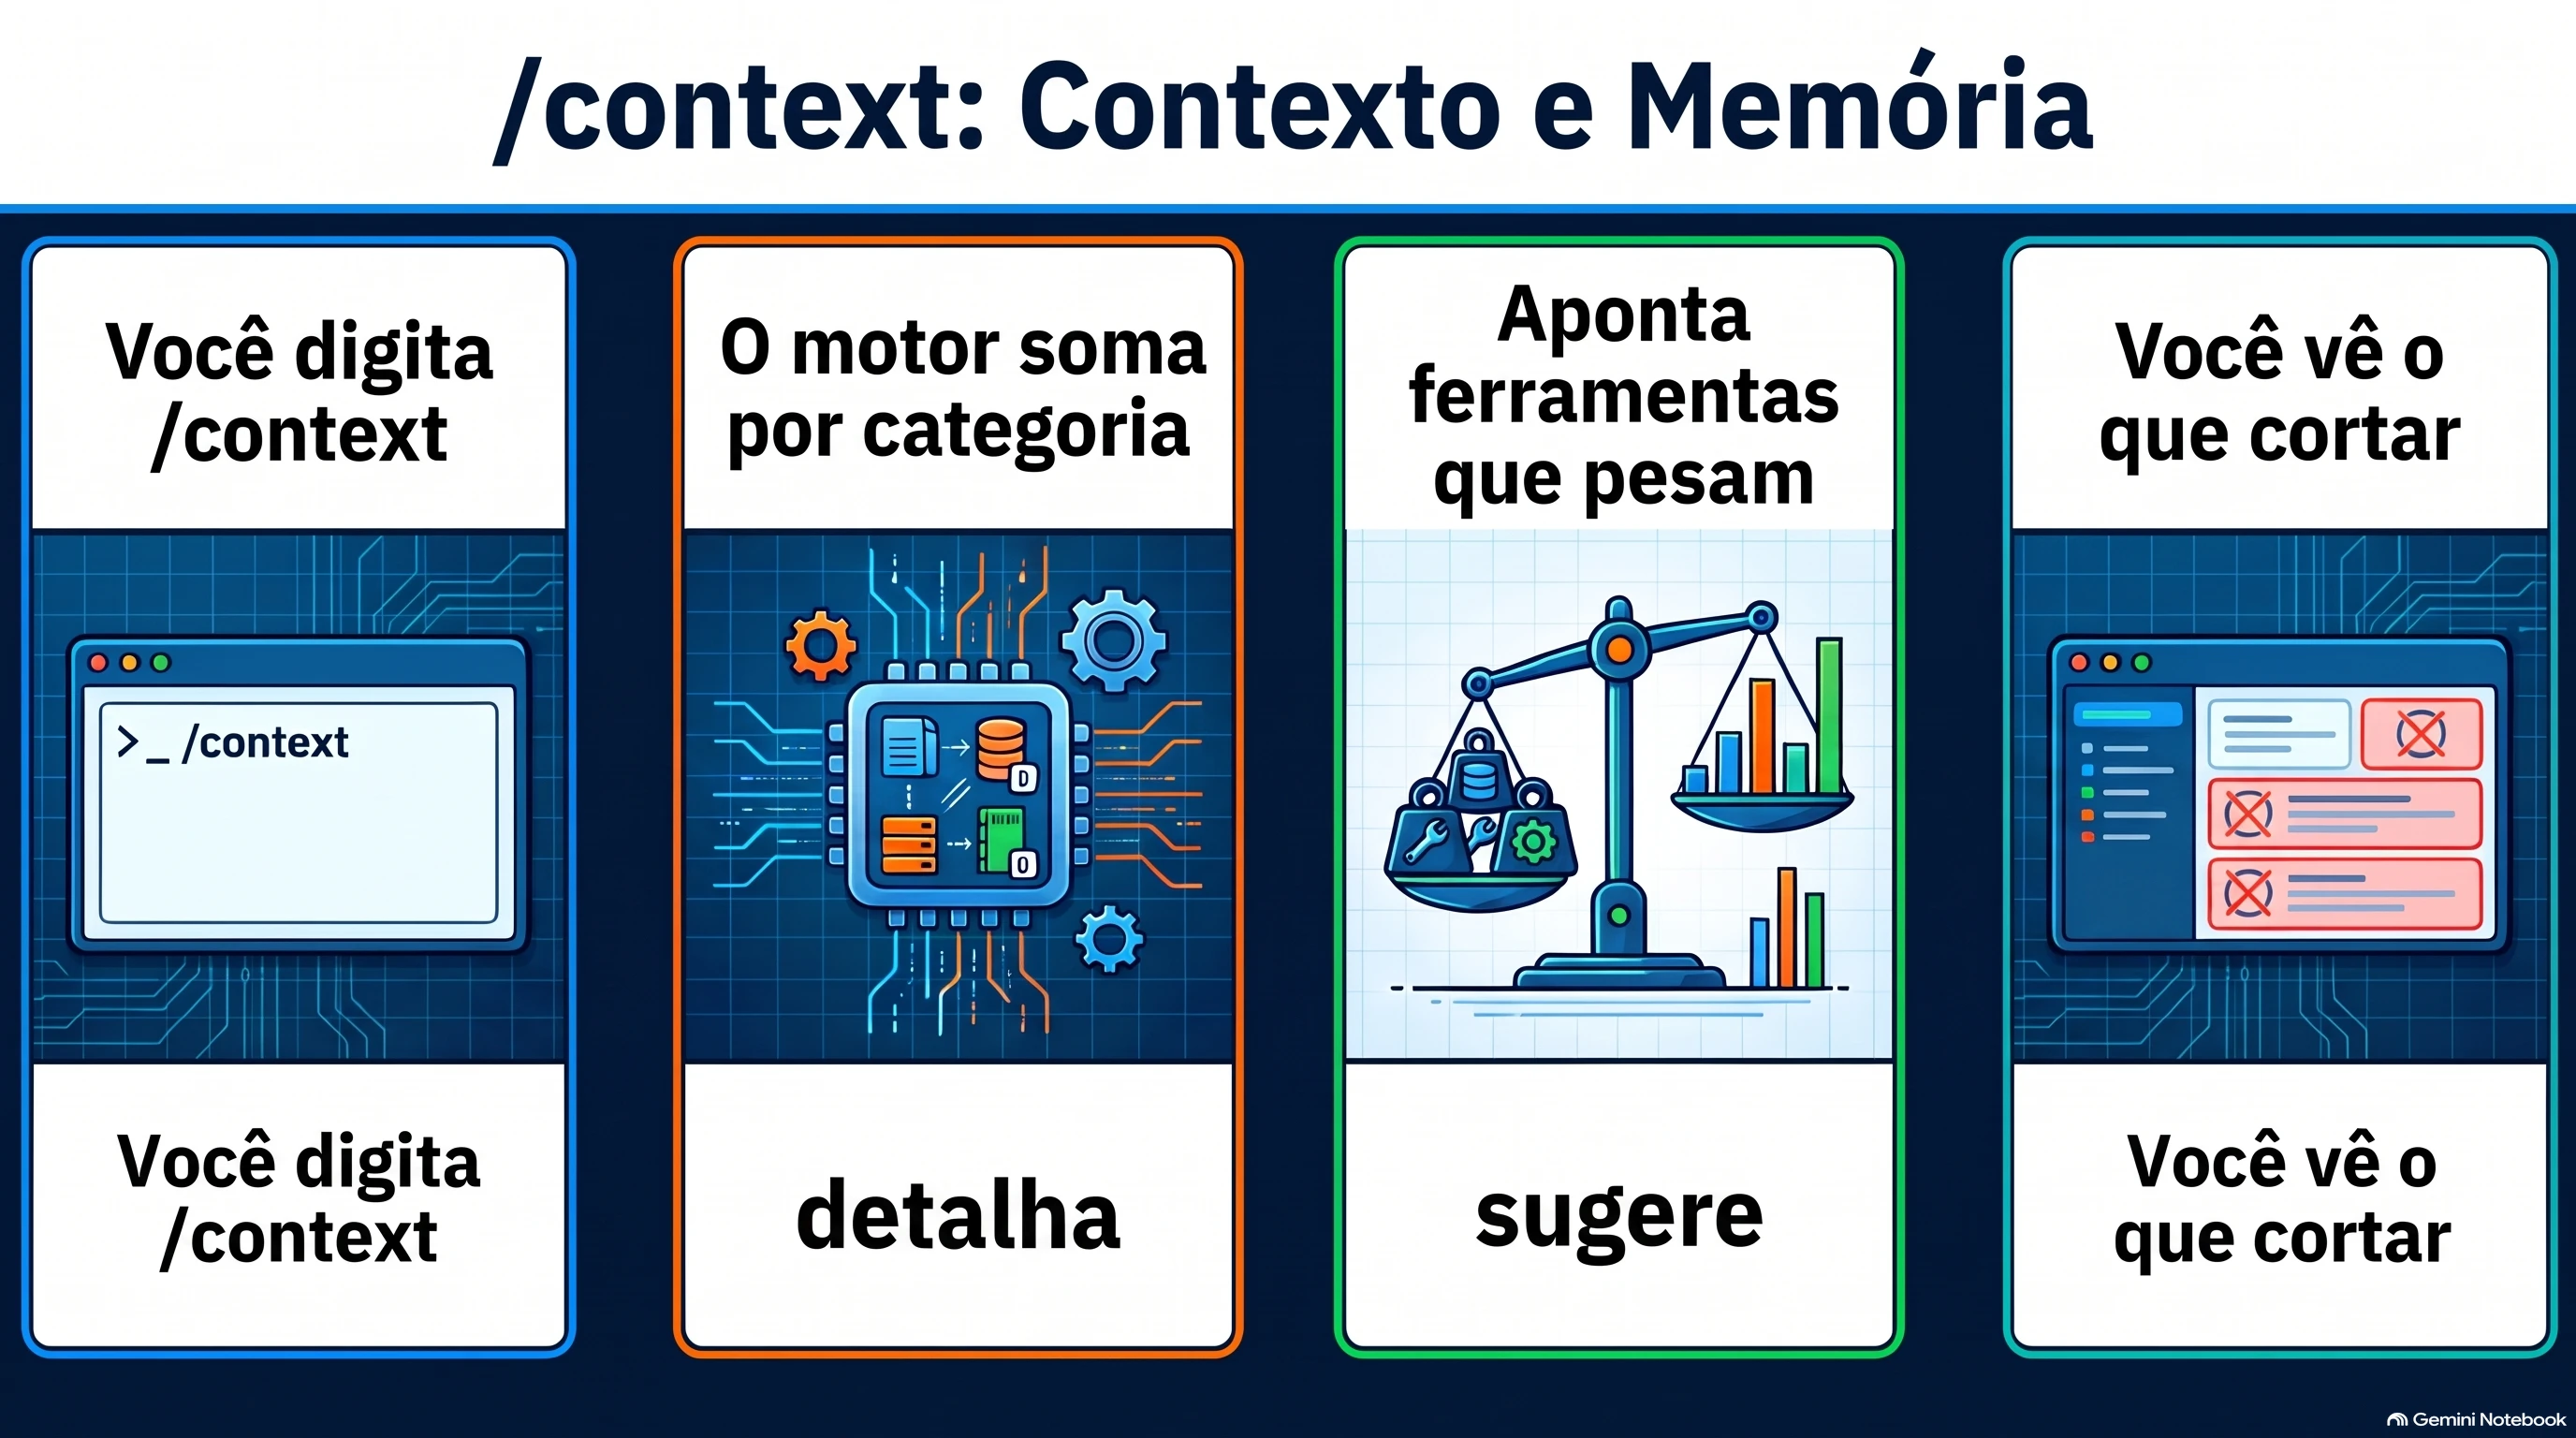 /context: Contexto e Memória
Você digita
/context
O motor soma
por categoria
Aponta
ferramentas
que pesam
Você vê o
que cortar
>_ /context
D
O
Você digita
/context
detalha
sugere
Você vê o
que cortar
Gemini Notebook